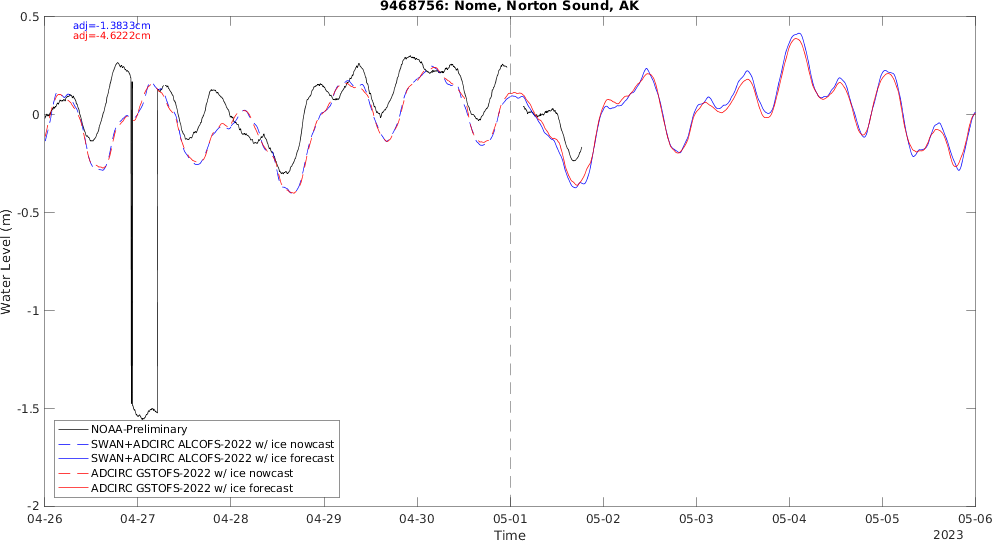 9468756: Nome, Norton Sound, AK
adj=-1.3833cm
adj=-4.6222cm
Water Level (m)
0.5
0
-0.5
-1
-1.5
-2
NOAA-Preliminary
SWAN+ADCIRC ALCOFS-2022 w/ ice nowcast
SWAN+ADCIRC ALCOFS-2022 w/ ice forecast
ADCIRC GSTOFS-2022 w/ ice nowcast
ADCIRC GSTOFS-2022 w/ ice forecast
04-26 04-27 04-28 04-29 04-30 05-01 05-02 05-03 05-04 05-05 05-06
Time
2023